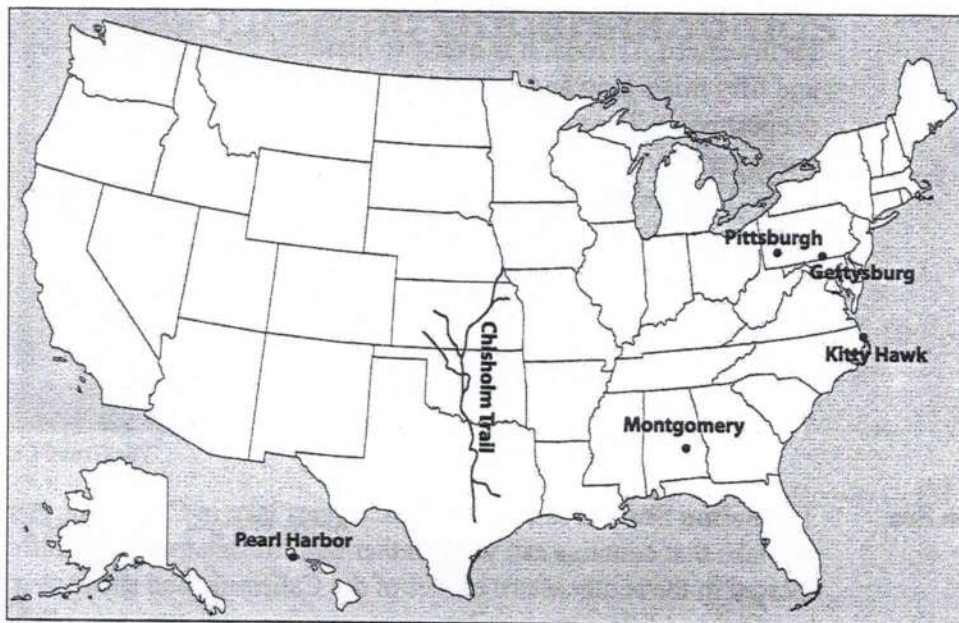 Pittsburgh
Gettysburg
Kitty Hawk
Chisholm Trail
Montgomery
Pearl Harbor